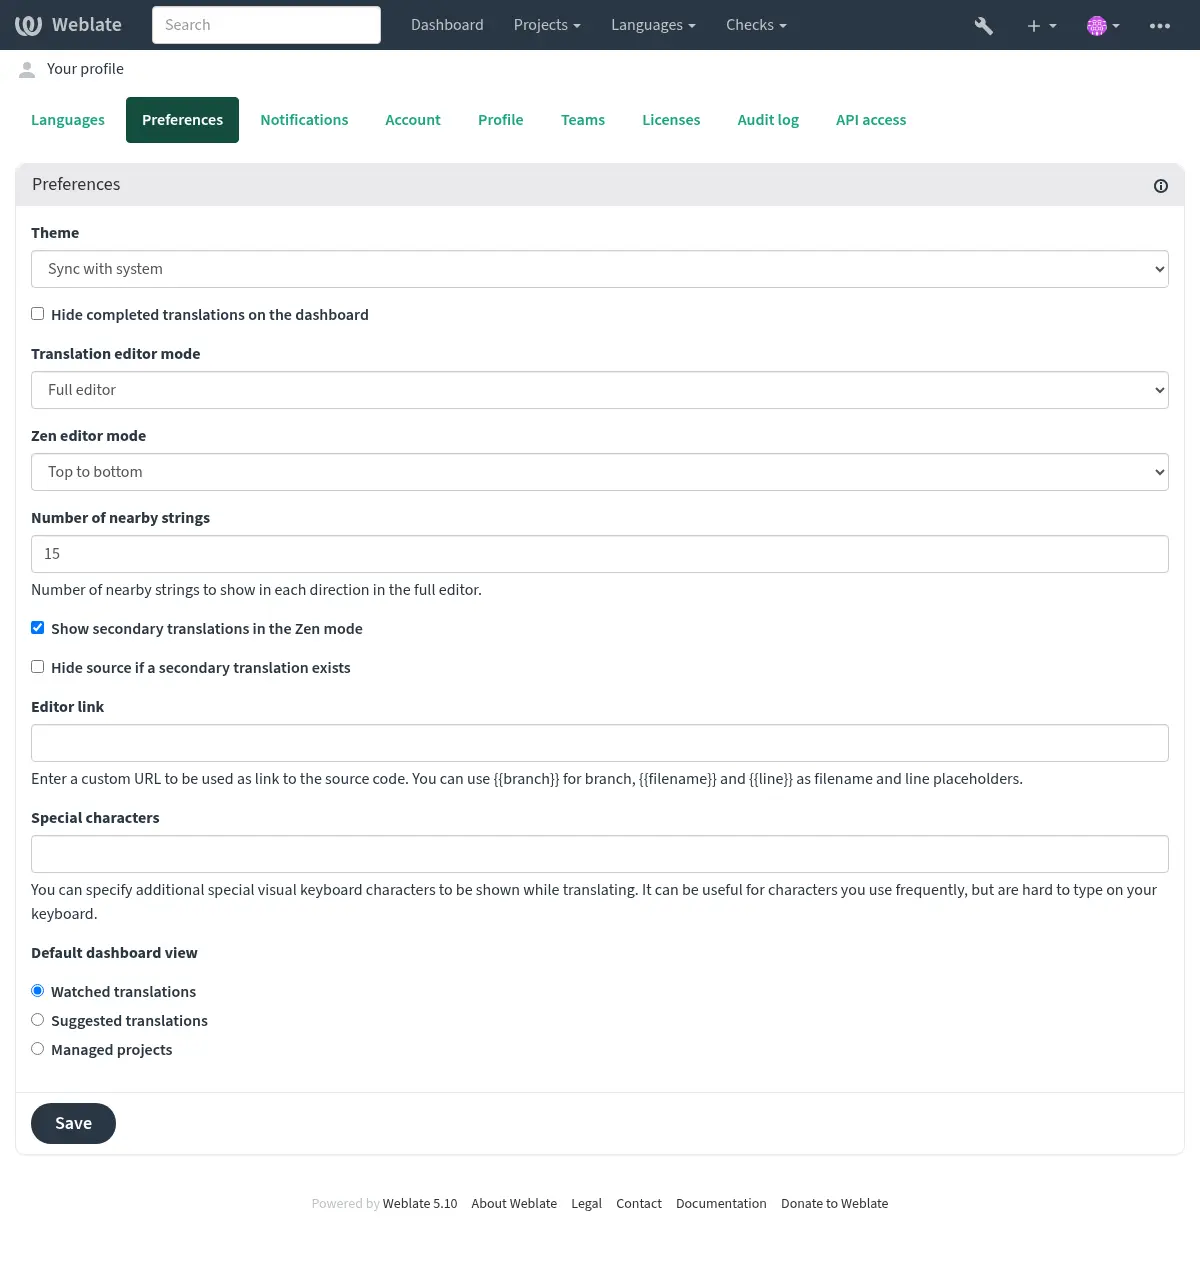 Weblate
Search
Dashboard
Projects
Languages
Checks
Your profile
Languages
Preferences
Notifications
Account
Profile
Teams
Licenses
Audit log
API access
Preferences
Theme
Sync with system
Hide completed translations on the dashboard
Translation editor mode
Full editor
Zen editor mode
Top to bottom
Number of nearby strings
15
Number of nearby strings to show in each direction in the full editor.
Show secondary translations in the Zen mode
Hide source if a secondary translation exists
Editor link
Enter a custom URL to be used as link to the source code. You can use {{branch}} for branch, {{filename}} and {{line}} as filename and line placeholders.
Special characters
You can specify additional special visual keyboard characters to be shown while translating. It can be useful for characters you use frequently, but are hard to type on your
keyboard.
Default dashboard view
Watched translations
Suggested translations
Managed projects
Save
Powered by Weblate 5.10 About Weblate Legal Contact Documentation Donate to Weblate